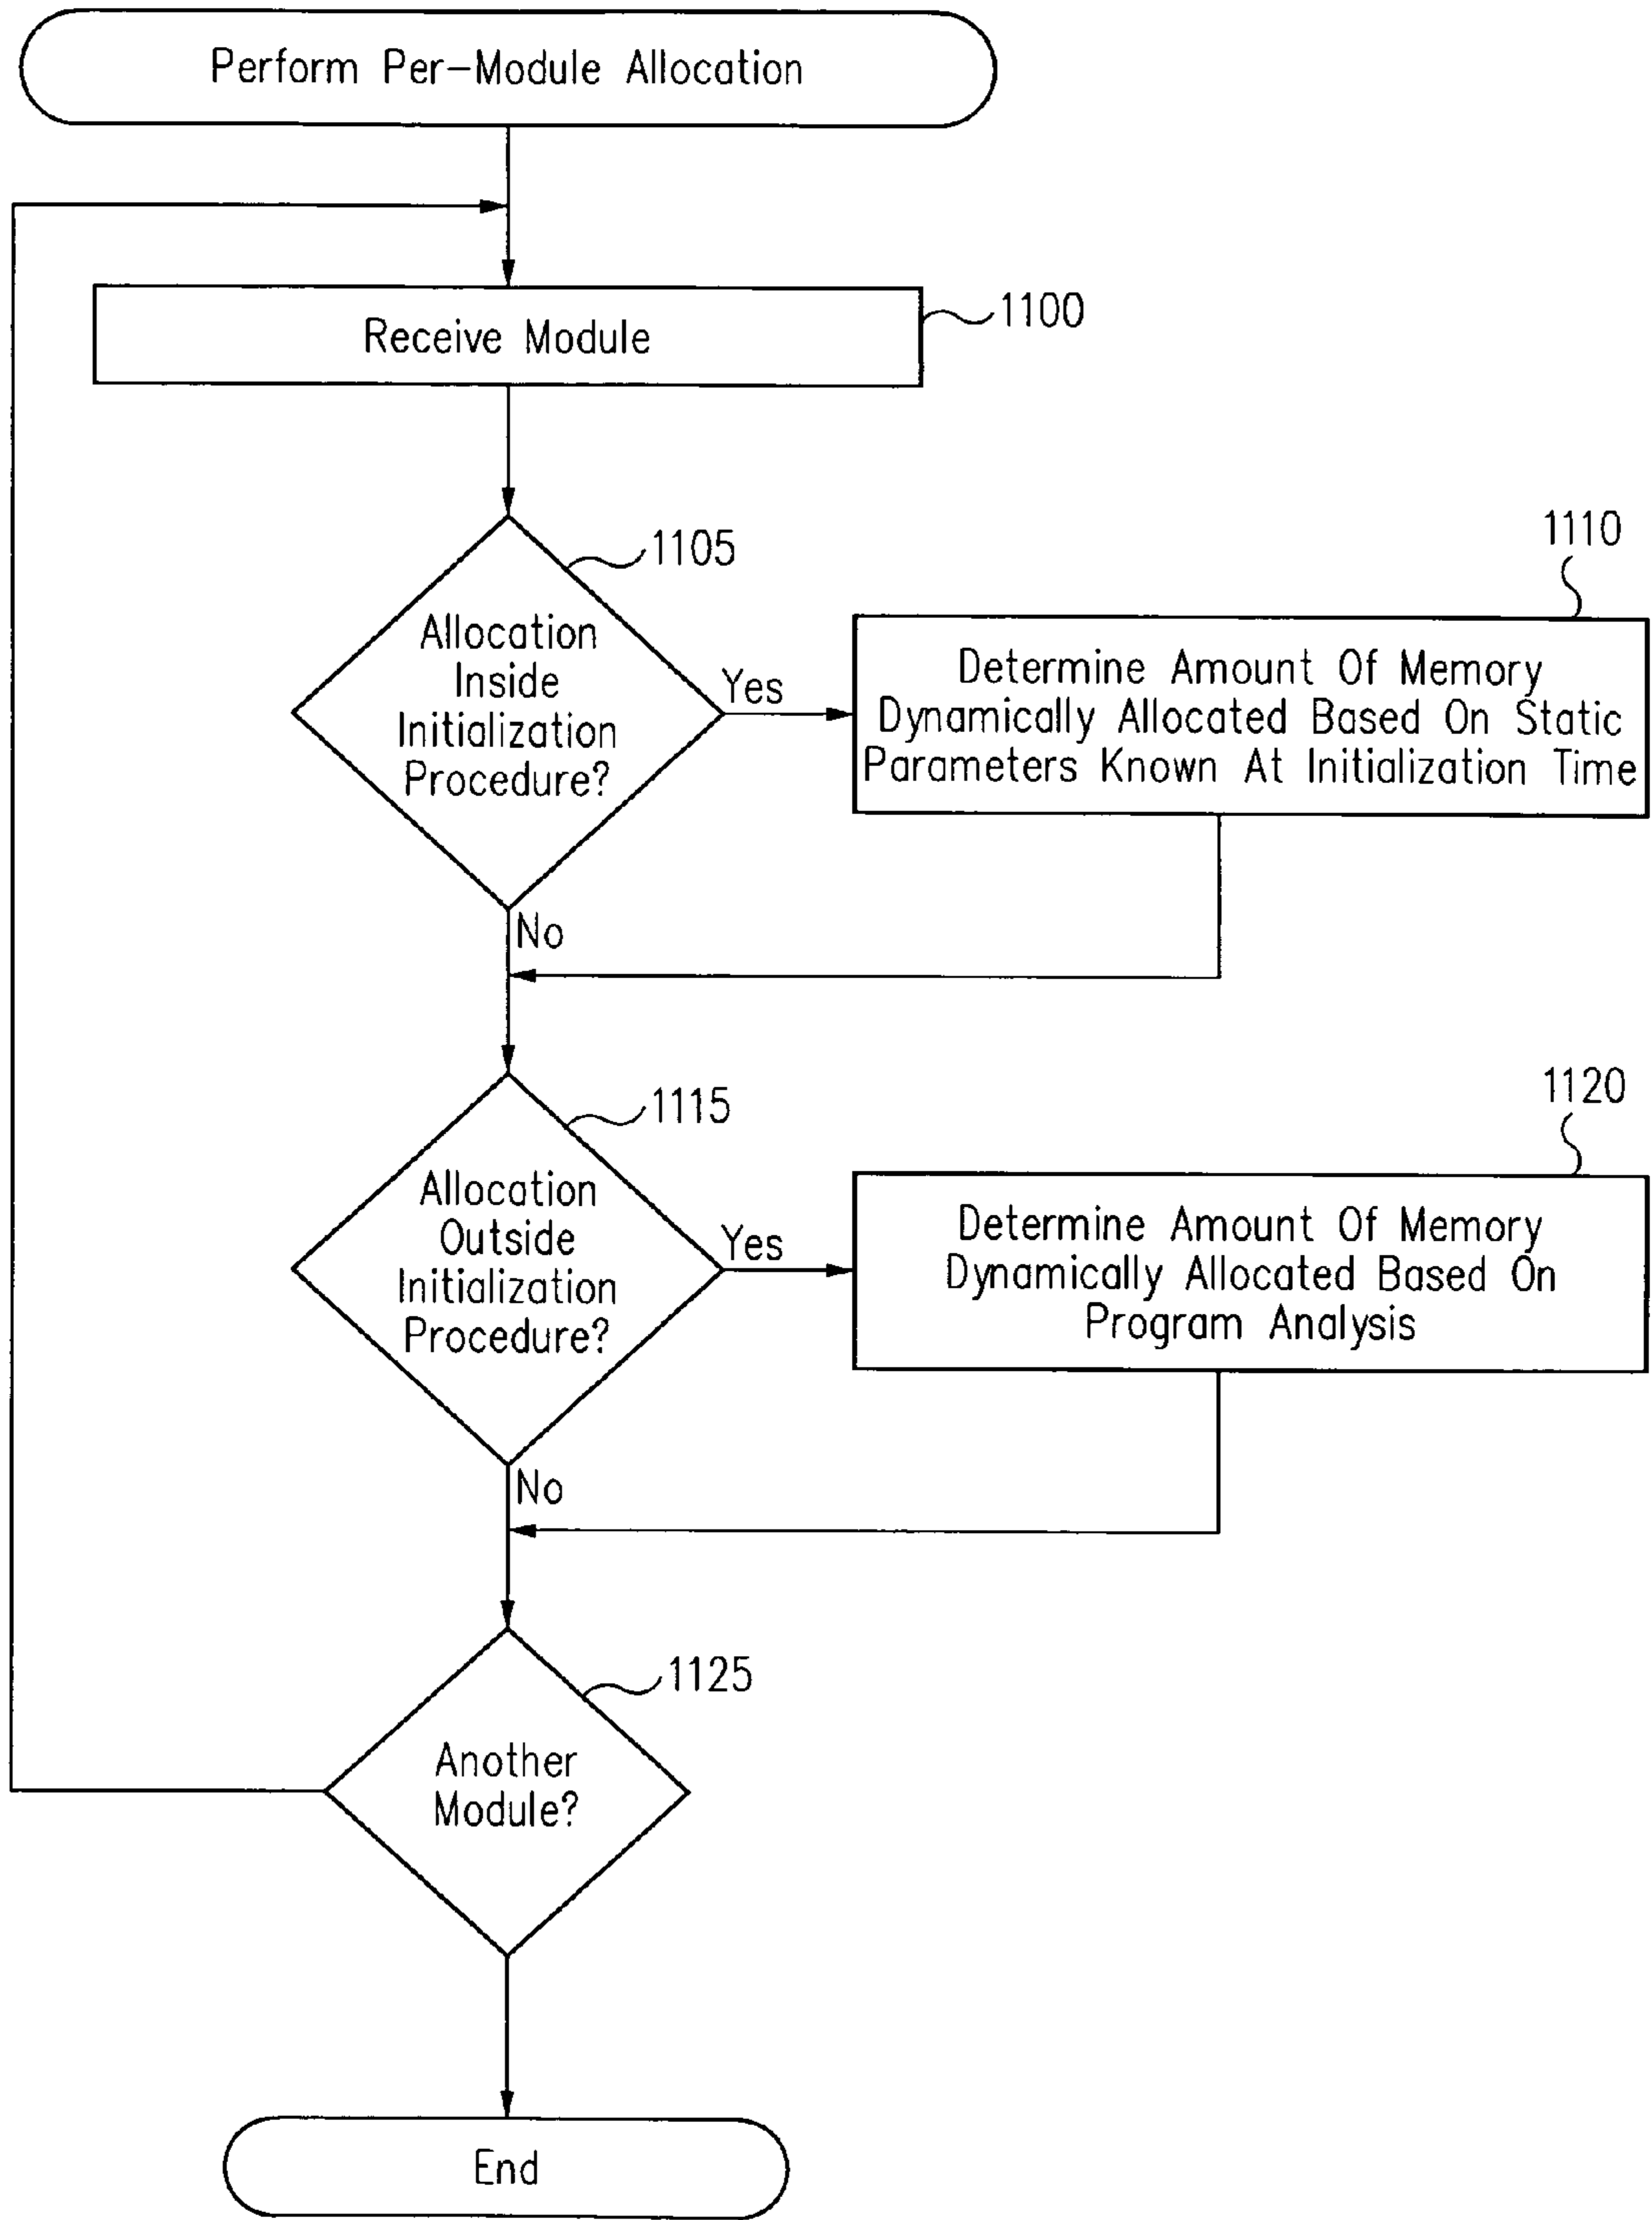 Perform Per-Module Allocation
Receive Module
1100
1105
Allocation
Inside
Initialization
Procedure?
Yes
1110
Determine Amount Of Memory
Dynamically Allocated Based On Static
Parameters Known At Initialization Time
No
1115
Allocation
Outside
Initialization
Procedure?
Yes
1120
Determine Amount Of Memory
Dynamically Allocated Based On
Program Analysis
No
1125
Another
Module?
End